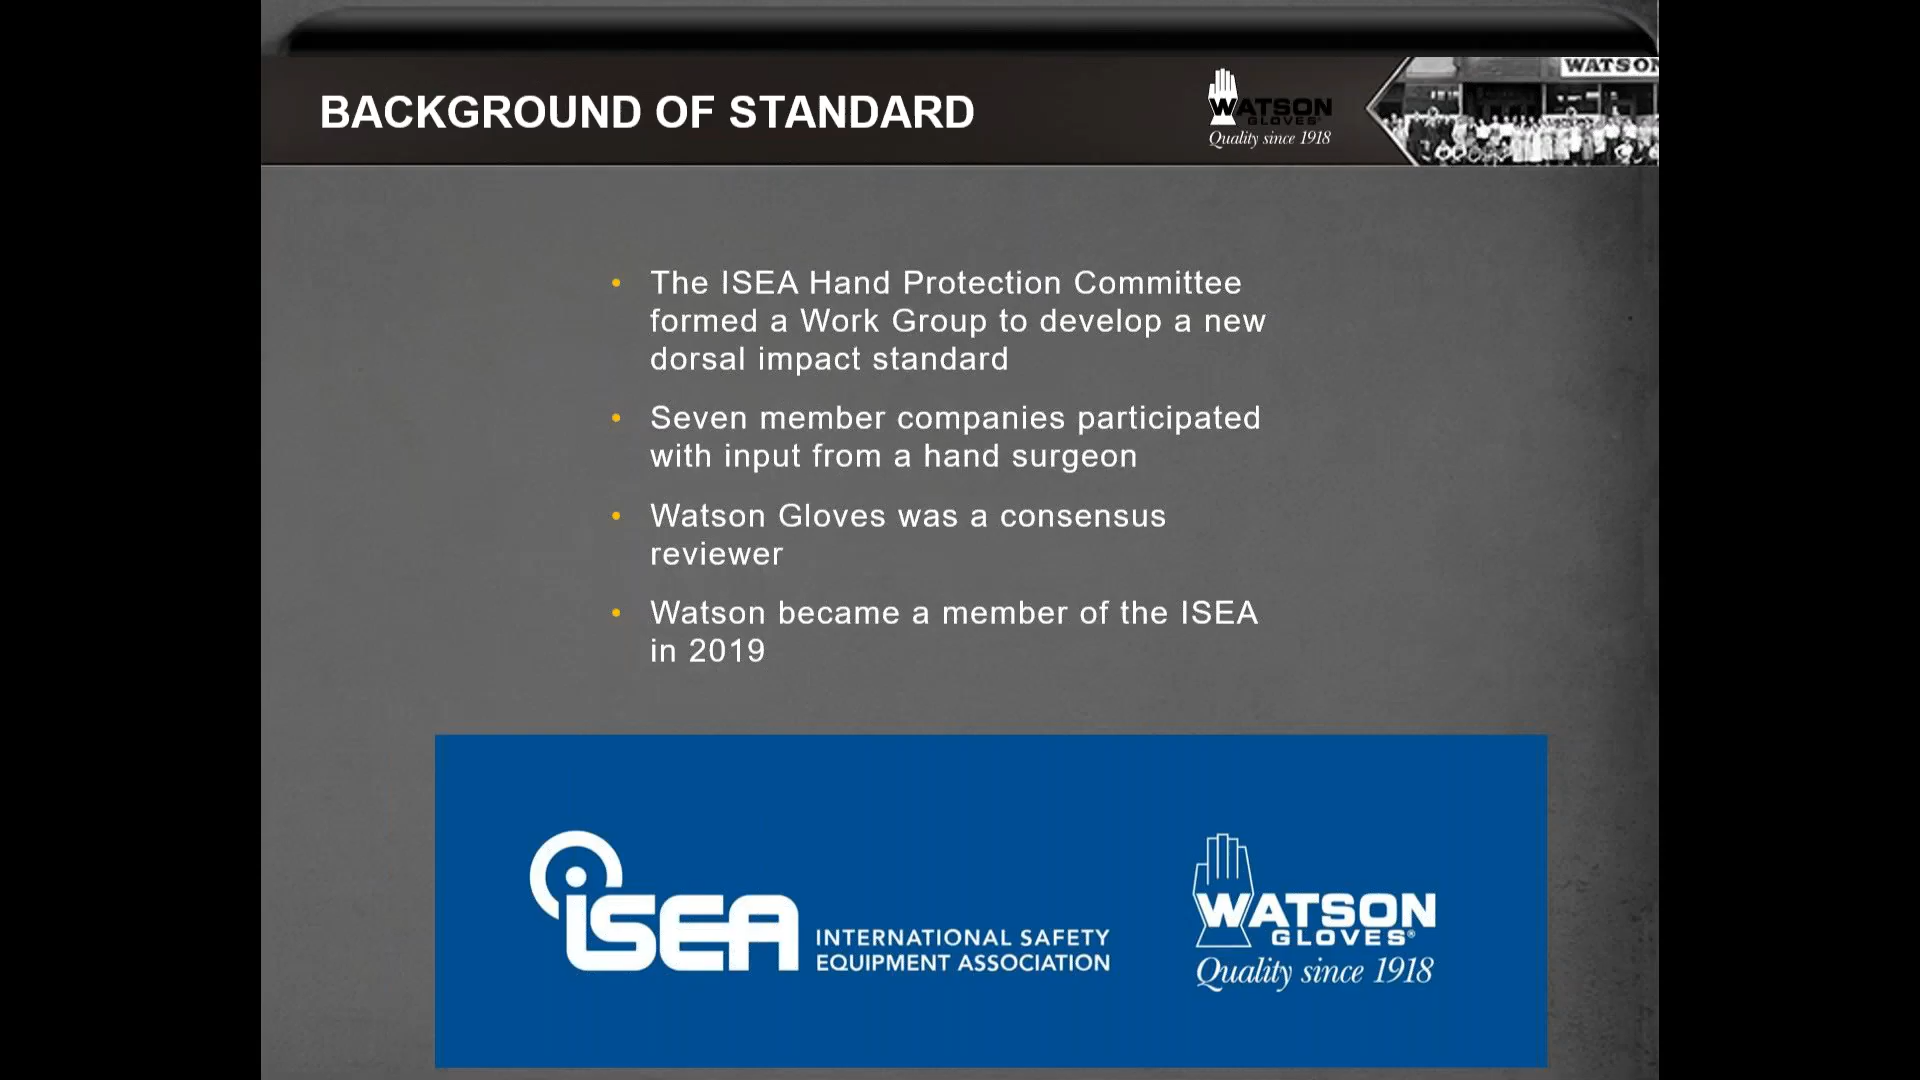 BACKGROUND OF STANDARD
WATSON
GLOVES®
Quality since 1918
WATSON
• The ISEA Hand Protection Committee
formed a Work Group to develop a new
dorsal impact standard
• Seven member companies participated
with input from a hand surgeon
• Watson Gloves was a consensus
reviewer
• Watson became a member of the ISEA
in 2019
iSEA
INTERNATIONAL SAFETY
EQUIPMENT ASSOCIATION
WATSON
GLOVES®
Quality since 1918